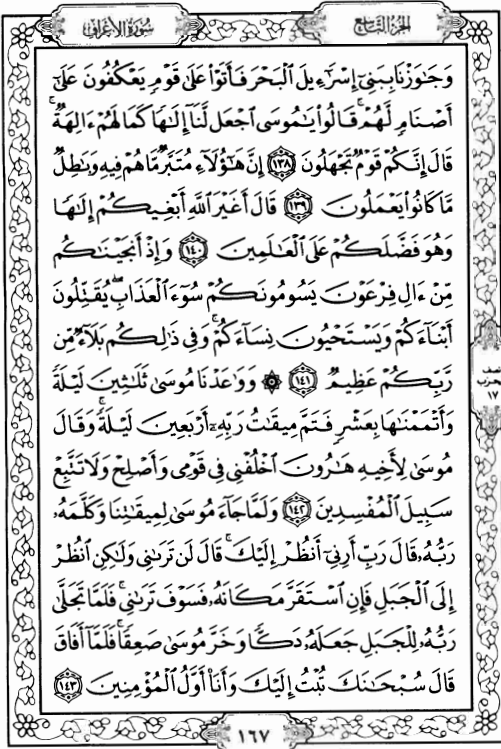 الجزء التاسع
سورة الأعراف
وَجَٰوَزْنَا بِبَنِىٓ إِسْرَٰٓءِيلَ ٱلْبَحْرَ فَأَتَوْا۟ عَلَىٰ قَوْمٍ يَعْكُفُونَ عَلَىٰٓ
أَصْنَامٍ لَّهُمْ ۚ قَالُوا۟ يَٰمُوسَى ٱجْعَل لَّنَآ إِلَٰهًا كَمَا لَهُمْ ءَالِهَةٌ ۚ
قَالَ إِنَّكُمْ قَوْمٌ تَجْهَلُونَ ١٣٨ إِنَّ هَٰٓؤُلَآءِ مُتَبَّرٌ مَّا هُمْ فِيهِ وَبَٰطِلٌ
مَّا كَانُوا۟ يَعْمَلُونَ ١٣٩ قَالَ أَغَيْرَ ٱللَّهِ أَبْغِيكُمْ إِلَٰهًا
وَهُوَ فَضَّلَكُمْ عَلَى ٱلْعَٰلَمِينَ ١٤٠ وَإِذْ أَنجَيْنَٰكُم
مِّنْ ءَالِ فِرْعَوْنَ يَسُومُونَكُمْ سُوٓءَ ٱلْعَذَابِ ۖ يُقَتِّلُونَ
أَبْنَآءَكُمْ وَيَسْتَحْيُونَ نِسَآءَكُمْ ۚ وَفِى ذَٰلِكُم بَلَآءٌ مِّن
رَّبِّكُمْ عَظِيمٌ ١٤١ ۞ وَوَٰعَدْنَا مُوسَىٰ ثَلَٰثِينَ لَيْلَةً
وَأَتْمَمْنَٰهَا بِعَشْرٍ فَتَمَّ مِيقَٰتُ رَبِّهِۦٓ أَرْبَعِينَ لَيْلَةً ۚ وَقَالَ
مُوسَىٰ لِأَخِيهِ هَٰرُونَ ٱخْلُفْنِى فِى قَوْمِى وَأَصْلِحْ وَلَا تَتَّبِعْ
سَبِيلَ ٱلْمُفْسِدِينَ ١٤٢ وَلَمَّا جَآءَ مُوسَىٰ لِمِيقَٰتِنَا وَكَلَّمَهُۥ
رَبُّهُۥ قَالَ رَبِّ أَرِنِىٓ أَنظُرْ إِلَيْكَ ۚ قَالَ لَن تَرَىٰنِى وَلَٰكِنِ ٱنظُرْ
إِلَى ٱلْجَبَلِ فَإِنِ ٱسْتَقَرَّ مَكَانَهُۥ فَسَوْفَ تَرَىٰنِى ۚ فَلَمَّا تَجَلَّىٰ
رَبُّهُۥ لِلْجَبَلِ جَعَلَهُۥ دَكًّا وَخَرَّ مُوسَىٰ صَعِقًا ۚ فَلَمَّآ أَفَاقَ
قَالَ سُبْحَٰنَكَ تُبْتُ إِلَيْكَ وَأَنَا۠ أَوَّلُ ٱلْمُؤْمِنِينَ ١٤٣
نصف
الحزب
١٧
١٦٧